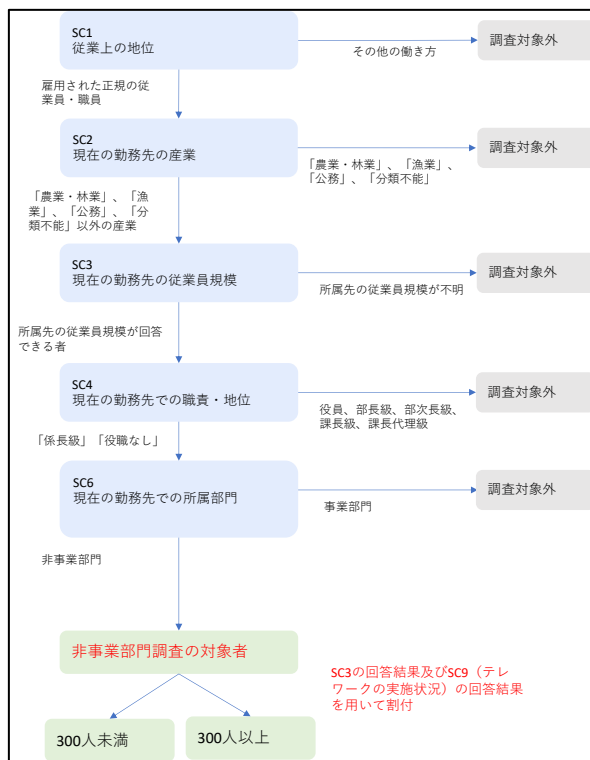 SC1
従業上の地位
その他の働き方
調査対象外
雇用された正規の従
業員・職員
SC2
現在の勤務先の産業
「農業・林業」、「漁業」、
「公務」、「分類不能」
調査対象外
「農業・林業」、「漁
業」、「公務」、「分
類不能」以外の産業
SC3
現在の勤務先の従業員規模
所属先の従業員規模が不明
調査対象外
所属先の従業員規模が回答
できる者
SC4
現在の勤務先での職責・地位
役員、部長級、部次長級、
課長級、課長代理級
調査対象外
「係長級」「役職なし」
SC6
現在の勤務先での所属部門
事業部門
調査対象外
非事業部門
非事業部門調査の対象者
SC3の回答結果及びSC9（テレ
ワークの実施状況）の回答結果
を用いて割付
300人未満
300人以上